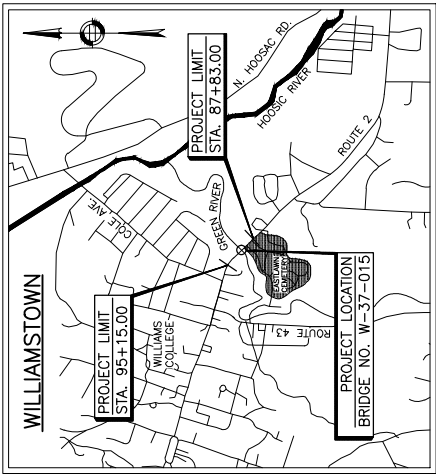 WILLIAMSTOWN
PROJECT LIMIT
STA. 95+15.00
PROJECT LIMIT
STA. 87+83.00
PROJECT LOCATION
BRIDGE NO. W-37-015
N. HOOSAC RD.
HOOSIC RIVER
ROUTE 2
COLE AVE.
GREEN RIVER
EASTLAWN
CEMETERY
WILLIAMS
COLLEGE
ROUTE 43